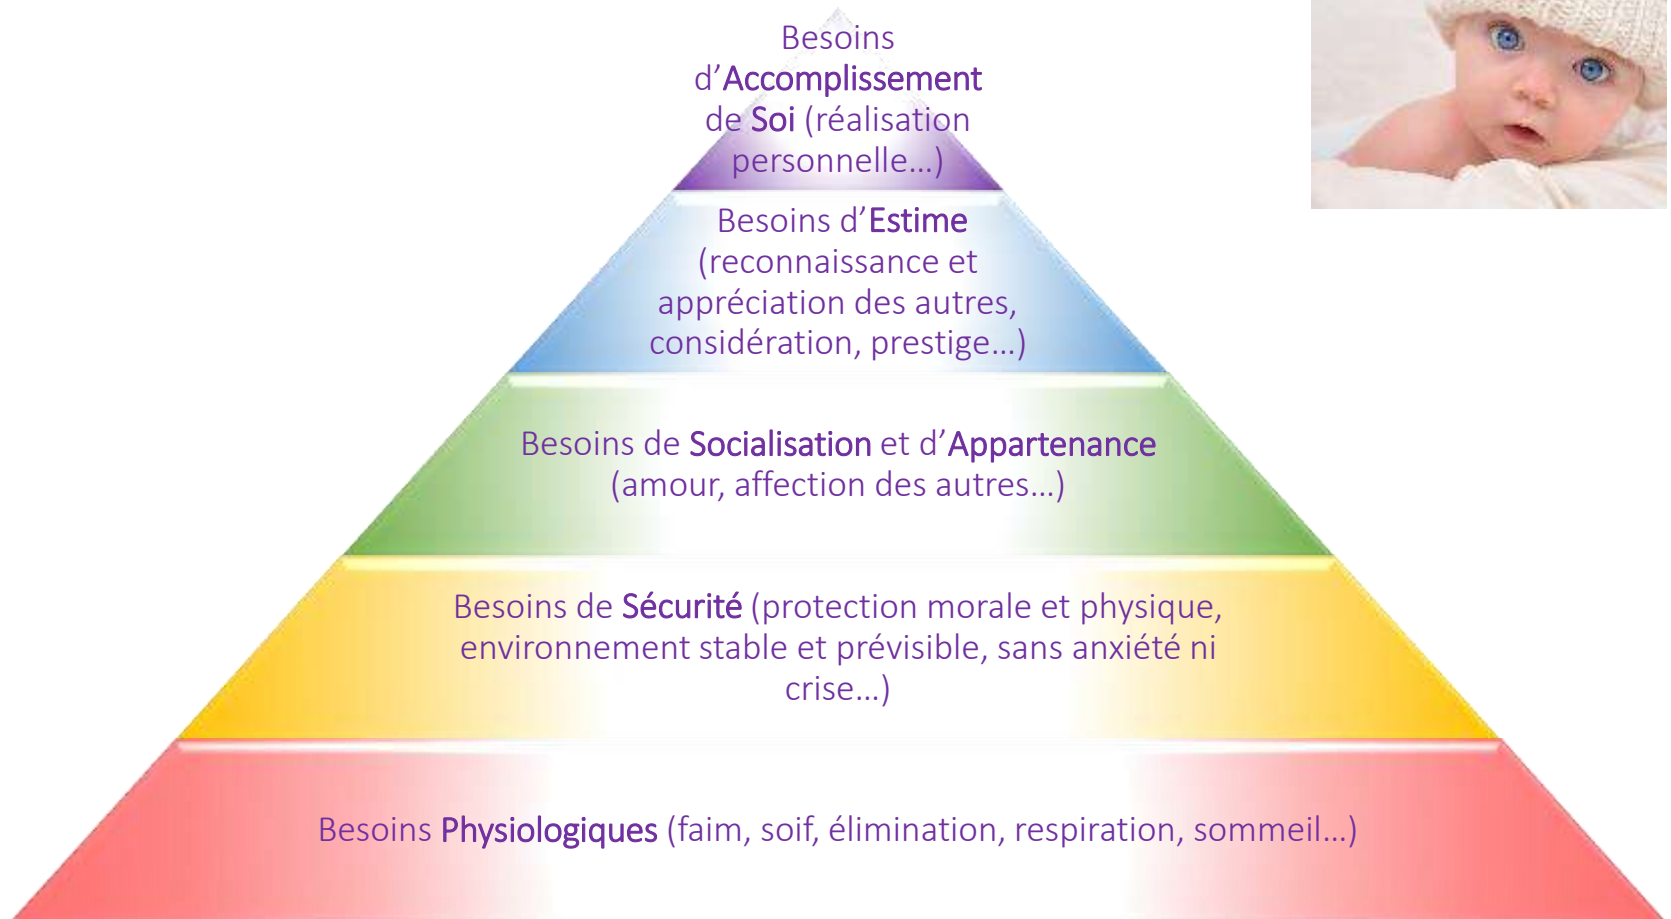 Besoins
d’Accomplissement
de Soi (réalisation
personnelle…)
Besoins d’Estime
(reconnaissance et
appréciation des autres,
considération, prestige…)
Besoins de Socialisation et d’Appartenance
(amour, affection des autres…)
Besoins de Sécurité (protection morale et physique,
environnement stable et prévisible, sans anxiété ni
crise…)
Besoins Physiologiques (faim, soif, élimination, respiration, sommeil…)